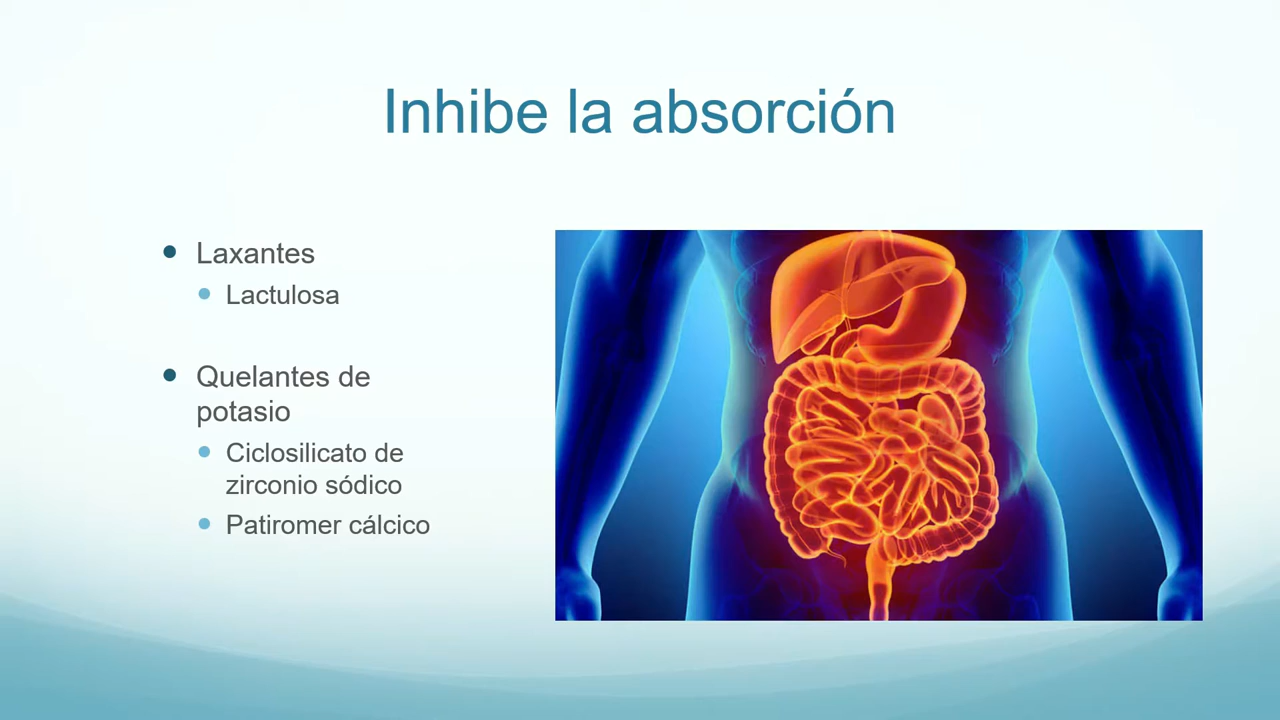 Inhibe la absorción
Laxantes
Lactulosa
Quelantes de
potasio
Ciclosilicato de
zirconio sódico
Patiromer cálcico